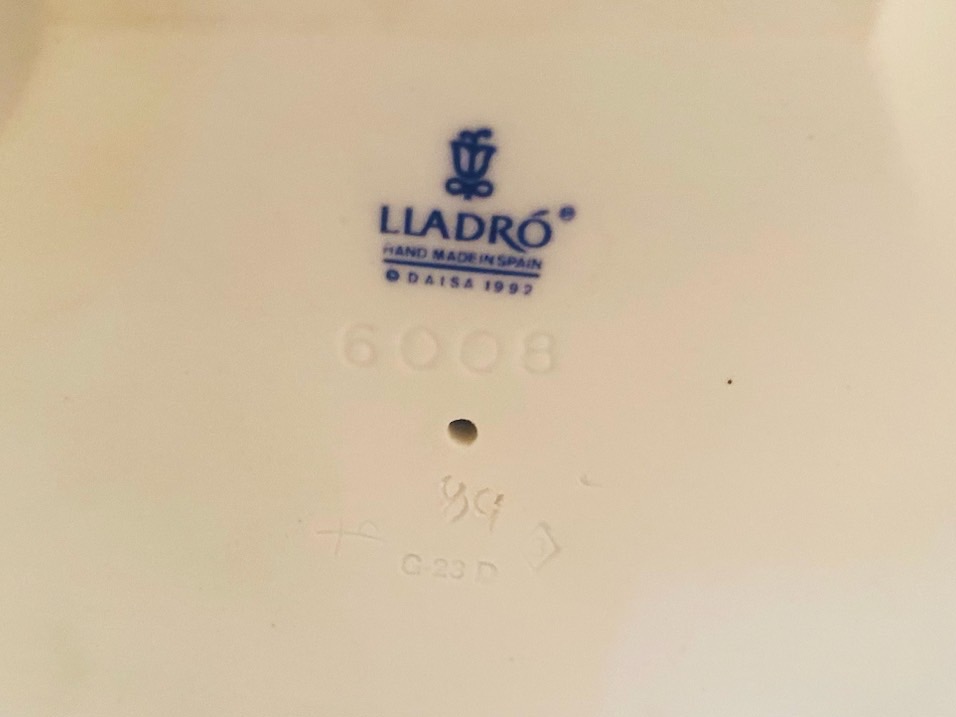 LLADRÓ®
HAND MADE IN SPAIN
© DAISA 1992
6008
G-23 D